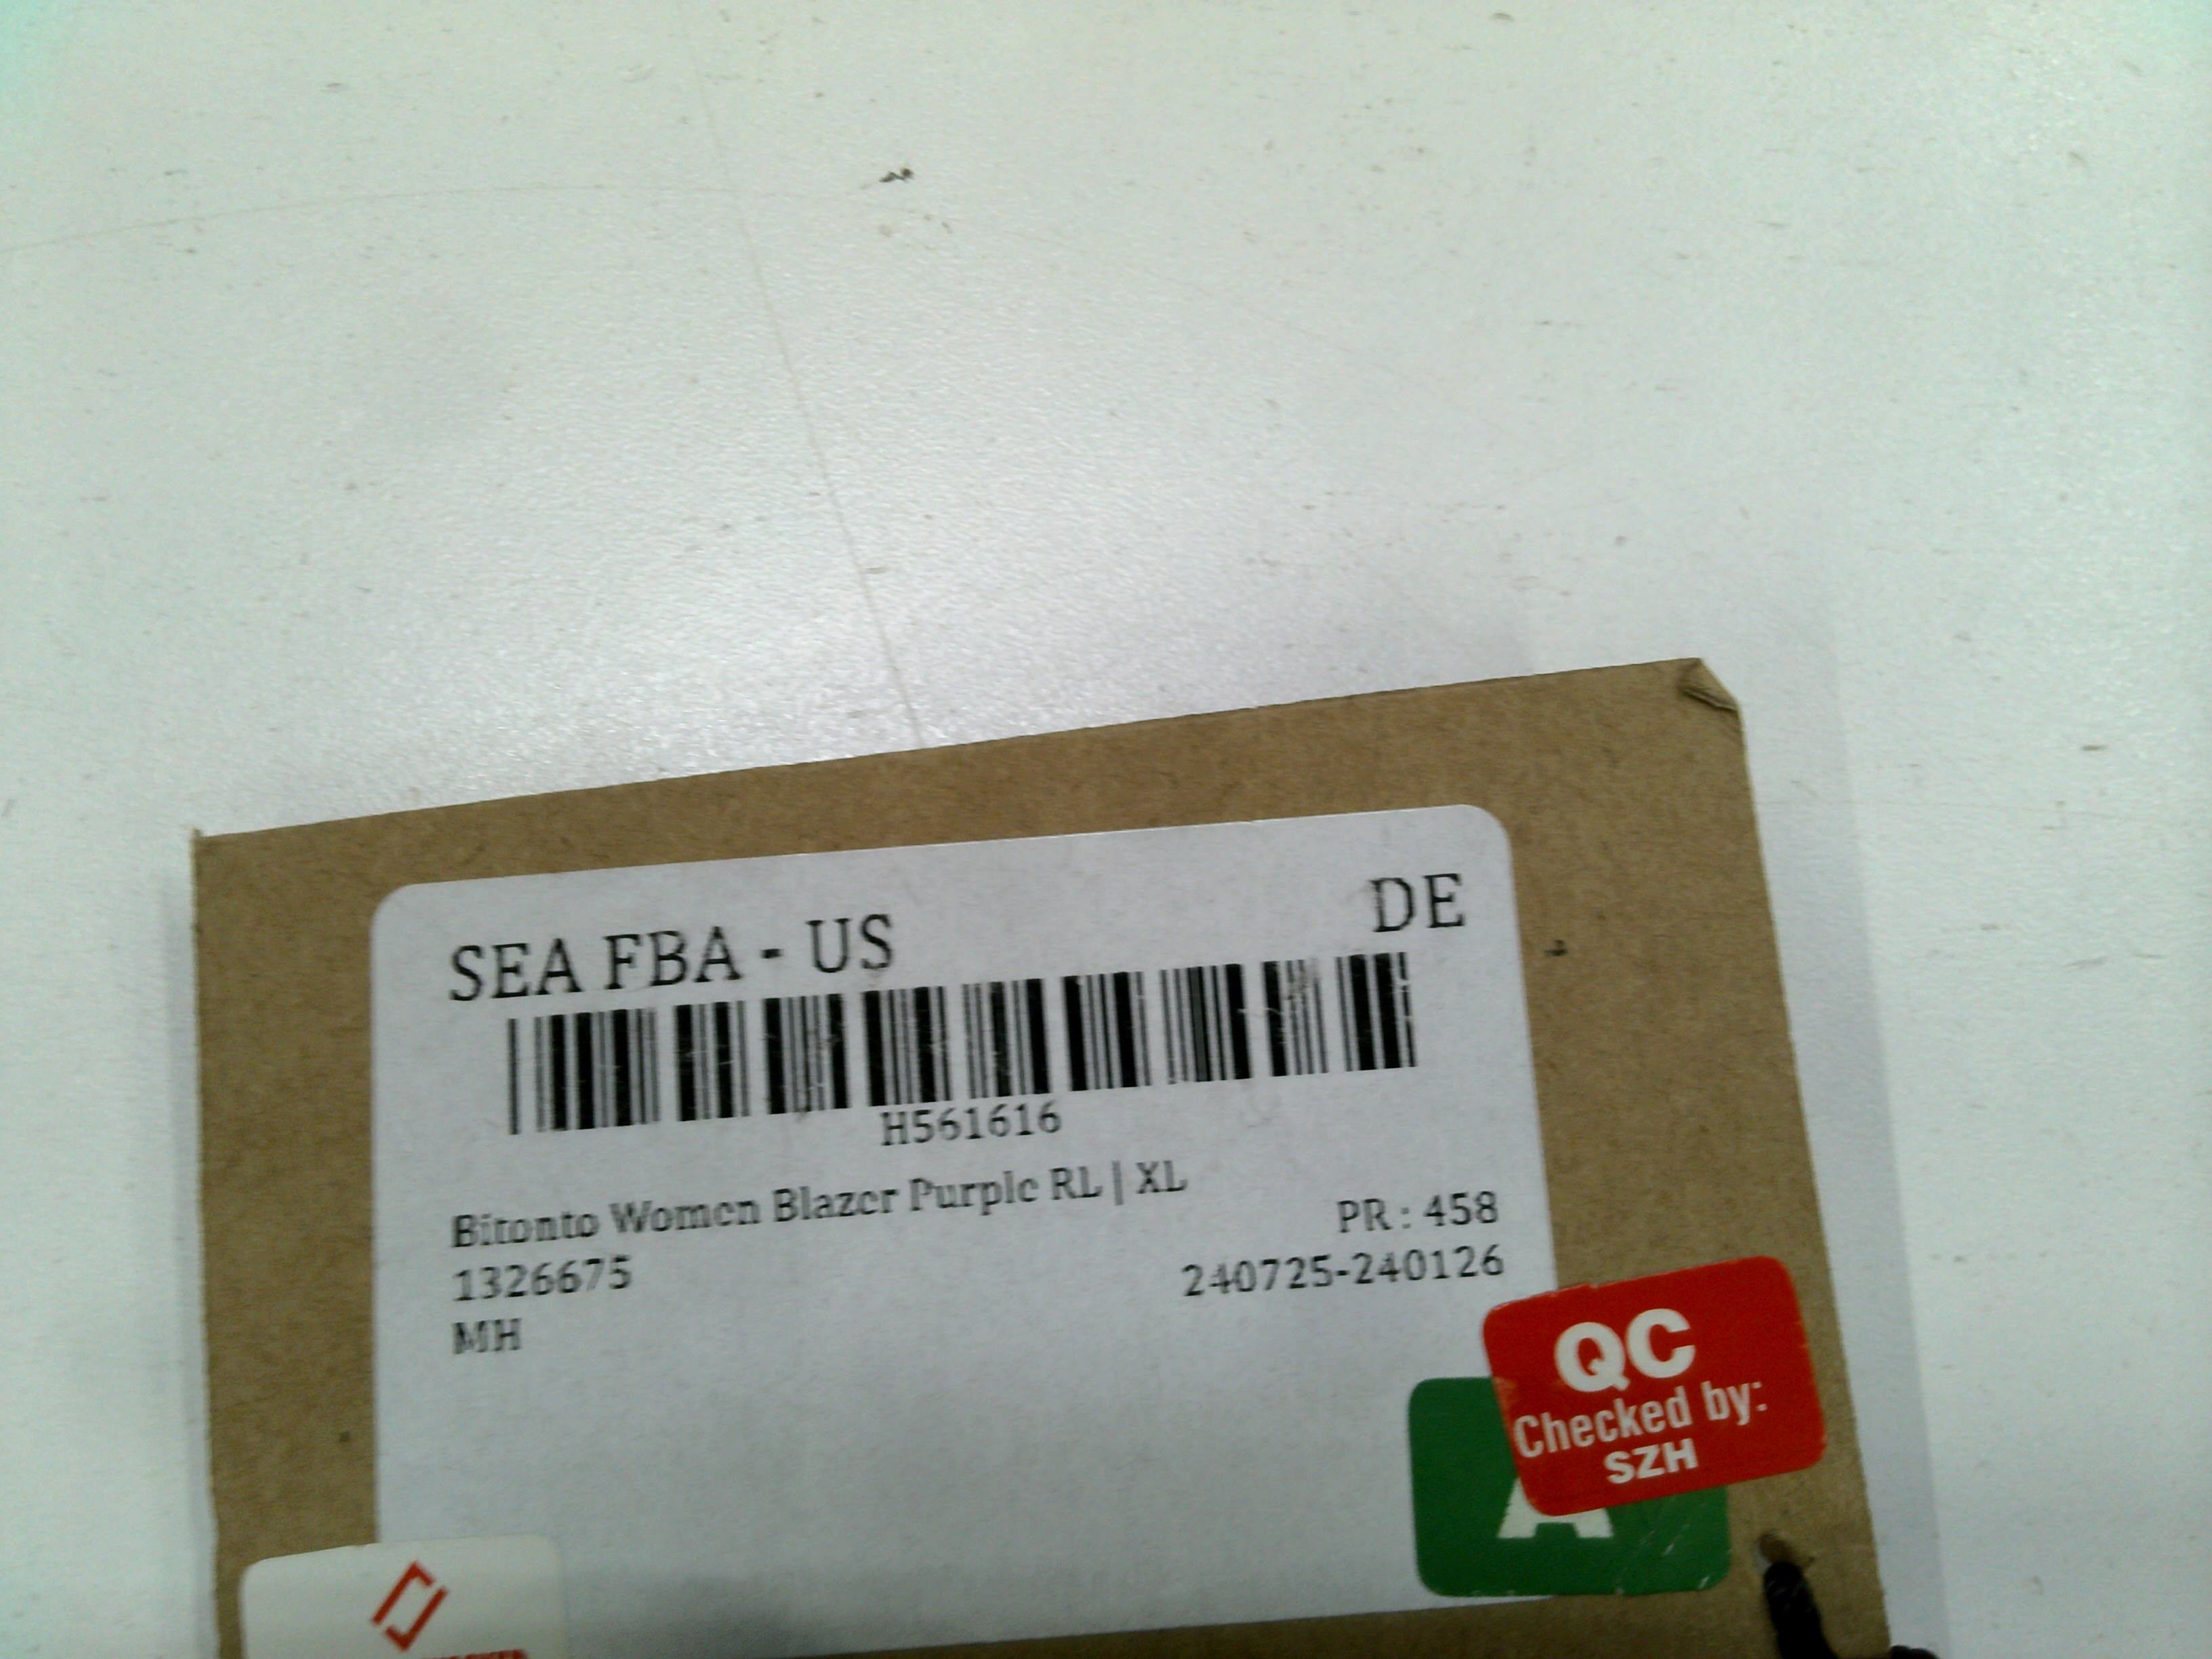 SEA FBA - US DE
H561616
Bitonto Women Blazer Purple RL | XL
PR : 458
1326675 240725-240126
MH
QC
Checked by:
SZH
A